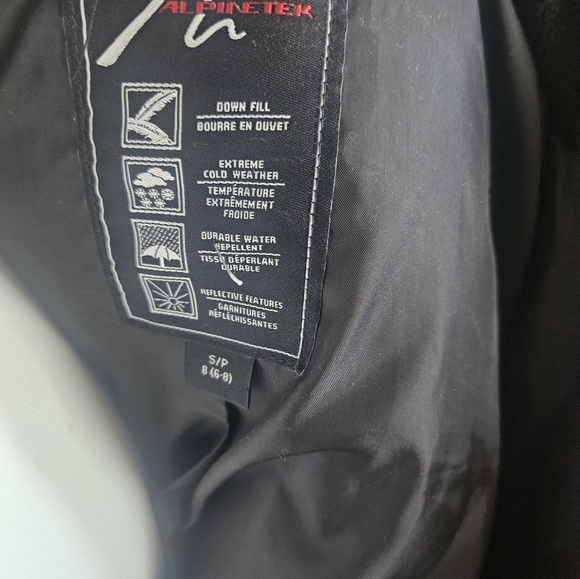 ALPINETEK
DOWN FILL
BOURRE EN DUVET
EXTREME
COLD WEATHER
TEMPÉRATURE
EXTRÊMEMENT
FROIDE
DURABLE WATER
REPELLENT
TISSU DÉPERLANT
DURABLE
REFLECTIVE FEATURES
GARNITURES
RÉFLÉCHISSANTES
S/P
8 (6-8)